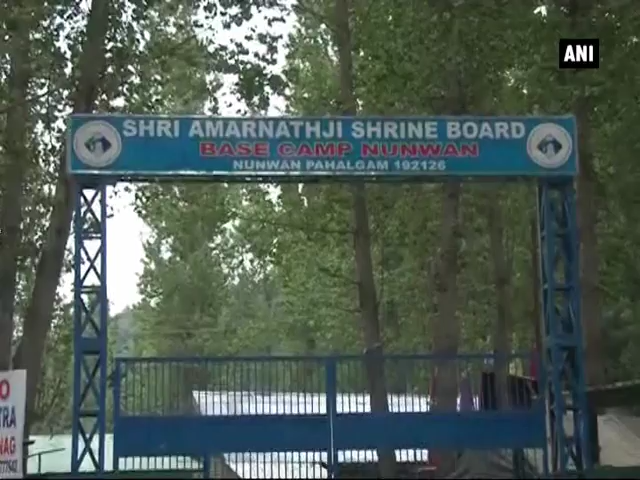 ANI
SHRI AMARNATHJI SHRINE BOARD
BASE CAMP NUNWAN
NUNWAN PAHALGAM 192126